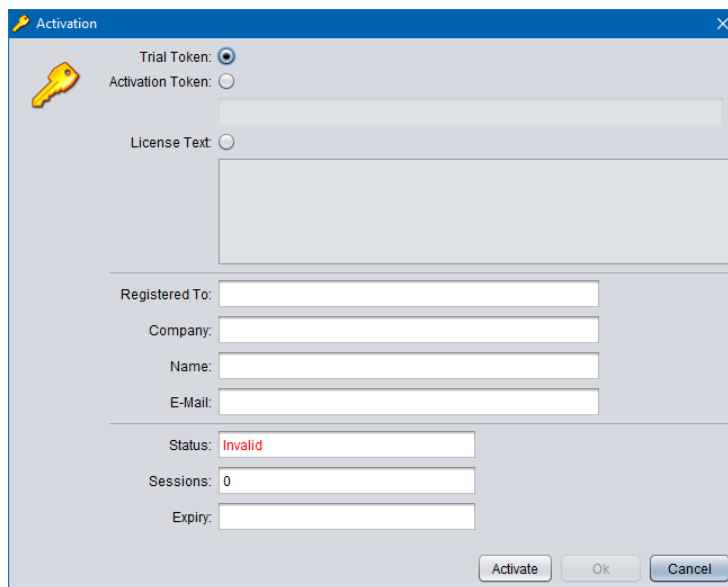 Activation
Trial Token:
Activation Token:
License Text:
Registered To:
Company:
Name:
E-Mail:
Status: Invalid
Sessions: 0
Expiry:
Activate Ok Cancel